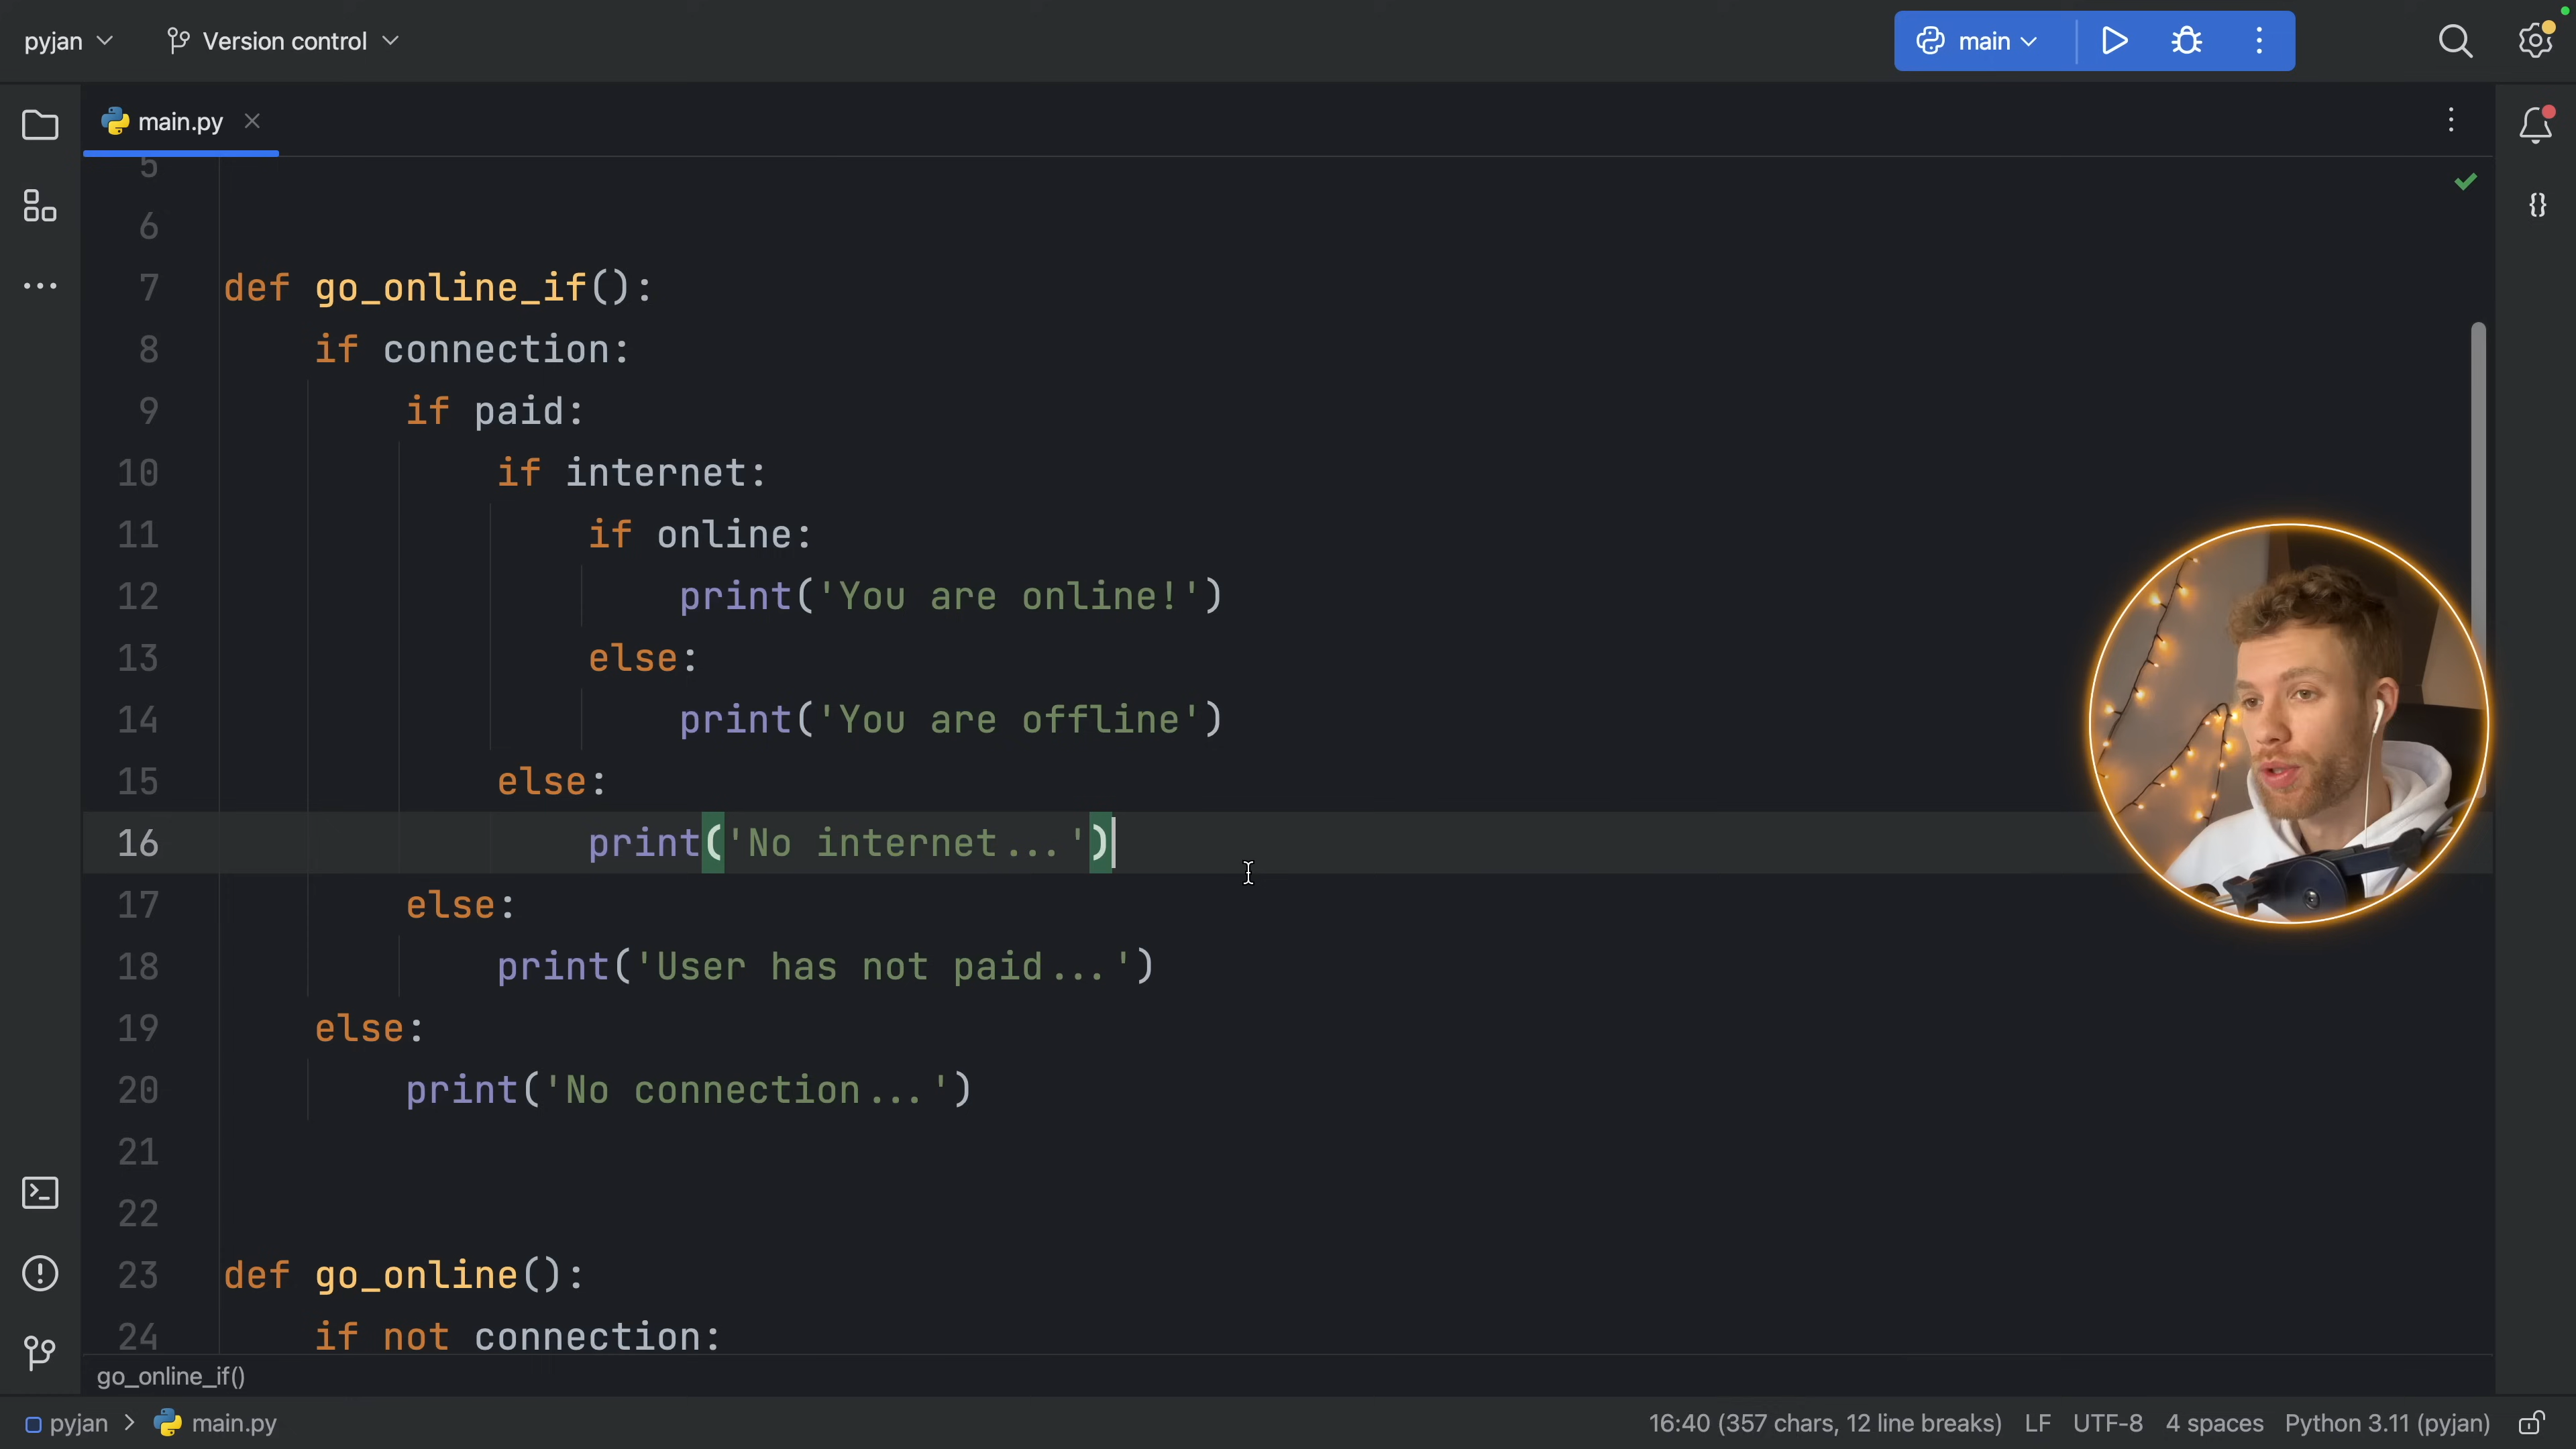 pyjan
Version control
main
main.py
5
6
7 def go_online_if():
8 if connection:
9 if paid:
10 if internet:
11 if online:
12 print('You are online!')
13 else:
14 print('You are offline')
15 else:
16 print('No internet...')
17 else:
18 print('User has not paid...')
19 else:
20 print('No connection...')
21
22
23 def go_online():
24 if not connection:
go_online_if()
pyjan > main.py
16:40 (357 chars, 12 line breaks) LF UTF-8 4 spaces Python 3.11 (pyjan)